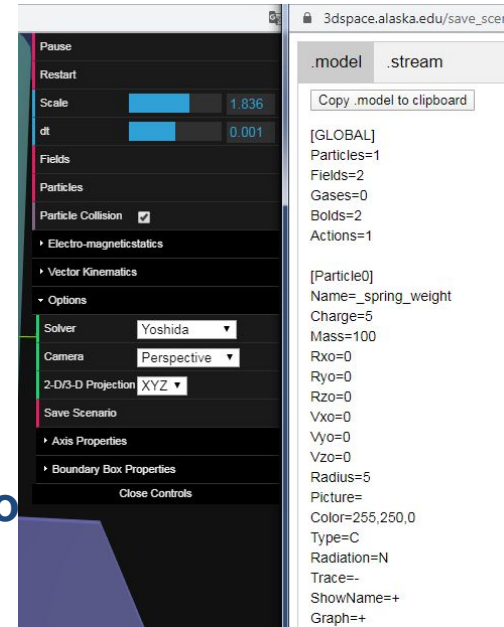 Pause
Restart
Scale 1.836
dt 0.001
Fields
Particles
Particle Collision
Electro-magneticstatics
Vector Kinematics
Options
Solver Yoshida
Camera Perspective
2-D/3-D Projection XYZ
Save Scenario
Axis Properties
Boundary Box Properties
Close Controls
3dspace.alaska.edu/save_scen
.model .stream
Copy .model to clipboard
[GLOBAL]
Particles=1
Fields=2
Gases=0
Bolds=2
Actions=1
[Particle0]
Name=_spring_weight
Charge=5
Mass=100
Rxo=0
Ryo=0
Rzo=0
Vxo=0
Vyo=0
Vzo=0
Radius=5
Picture=
Color=255,250,0
Type=C
Radiation=N
Trace=-
ShowName=+
Graph=+